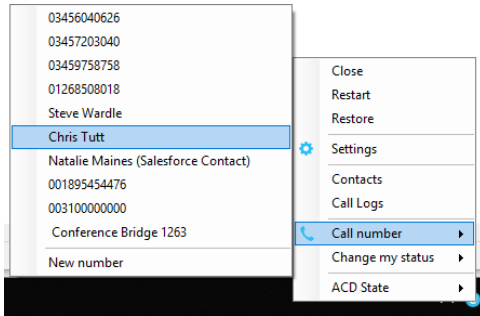 03456040626
03457203040
03459758758
01268508018
Steve Wardle
Chris Tutt
Natalie Maines (Salesforce Contact)
001895454476
003100000000
Conference Bridge 1263
New number
Close
Restart
Restore
Settings
Contacts
Call Logs
Call number
Change my status
ACD State